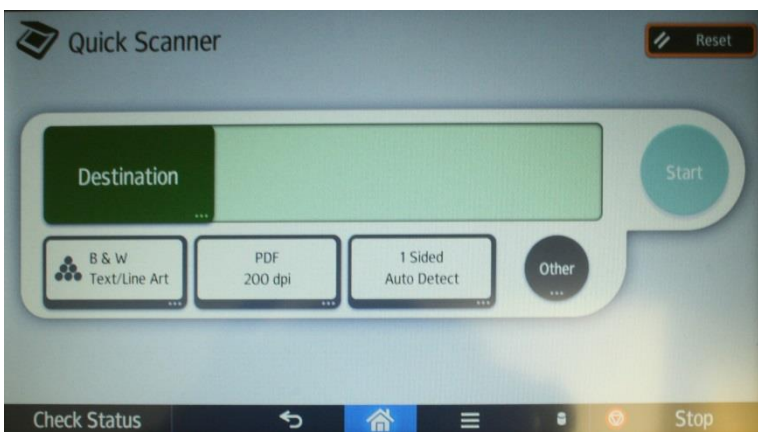 Quick Scanner
Reset
Destination
Start
B & W
Text/Line Art
PDF
200 dpi
1 Sided
Auto Detect
Other
Check Status
Stop